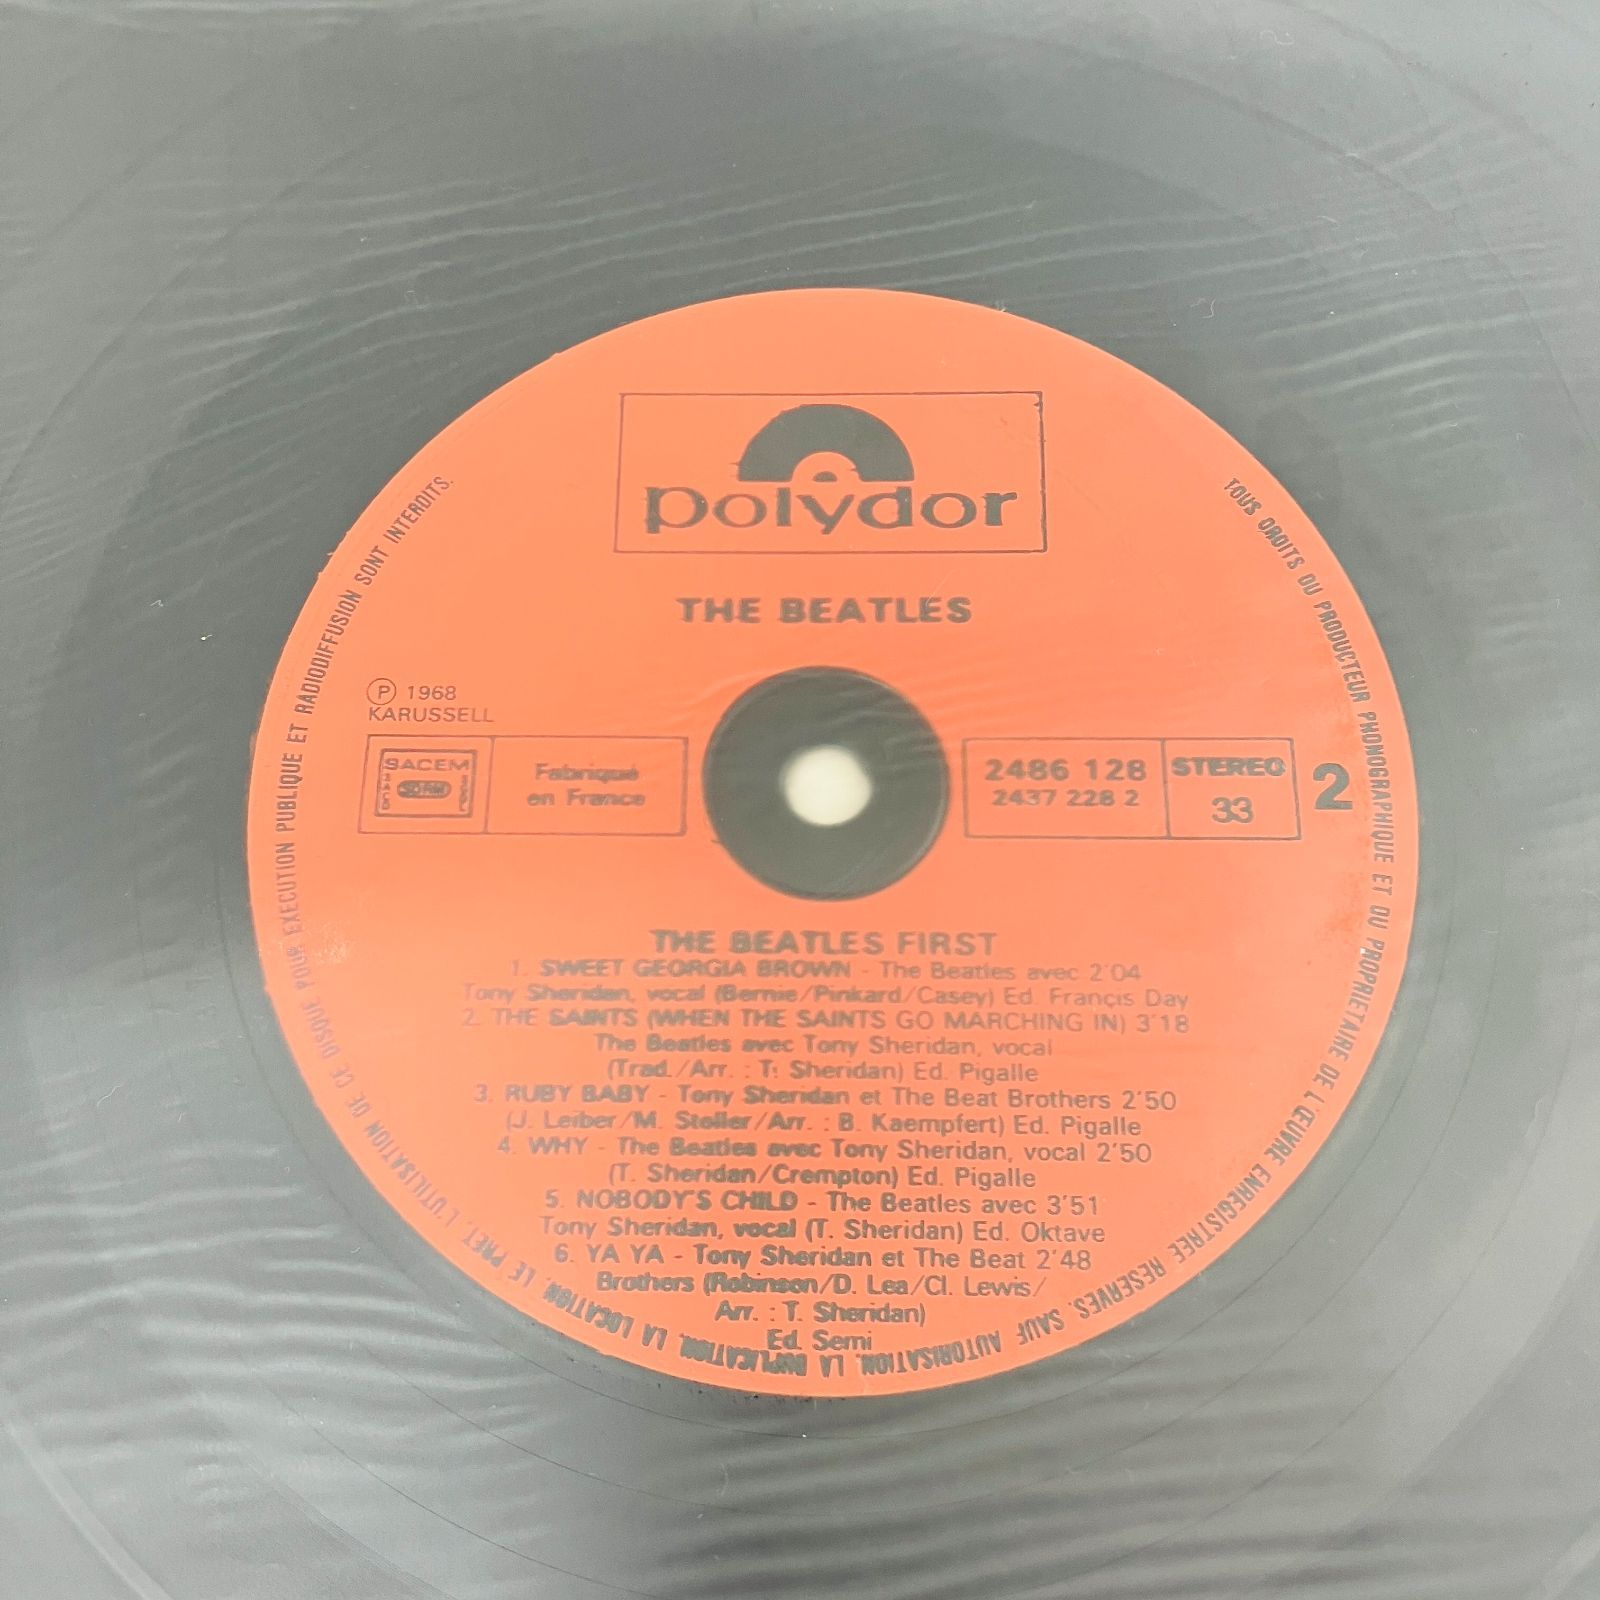 polydor
THE BEATLES
Ⓟ 1968
KARUSSELL
SACEM
SACD
SDRM
Fabriqué
en France
2486 128
2437 228 2
STEREO
33
2
THE BEATLES FIRST
1. SWEET GEORGIA BROWN - The Beatles avec 2'04
Tony Sheridan, vocal (Bernie/Pinkard/Casey) Ed. Francis Day
2. THE SAINTS (WHEN THE SAINTS GO MARCHING IN) 3'18
The Beatles avec Tony Sheridan, vocal
(Trad./Arr. : T. Sheridan) Ed. Pigalle
3. RUBY BABY - Tony Sheridan et The Beat Brothers 2'50
(J. Leiber/M. Stoller/Arr. : B. Kaempfert) Ed. Pigalle
4. WHY - The Beatles avec Tony Sheridan, vocal 2'50
(T. Sheridan/Crempton) Ed. Pigalle
5. NOBODY'S CHILD - The Beatles avec 3'51
Tony Sheridan, vocal (T. Sheridan) Ed. Oktave
6. YA YA - Tony Sheridan et The Beat 2'48
Brothers (Robinson/D. Lea/Cl. Lewis/
Arr. : T. Sheridan)
Ed. Semi
TOUS DROITS DU PRODUCTEUR PHONOGRAPHIQUE ET DU PROPRIETAIRE DE L'ŒUVRE ENREGISTREE RESERVES. SAUF AUTORISATION, LA DUPLICATION, LA LOCATION, LE PRET, L'UTILISATION DE CE DISQUE POUR EXECUTION PUBLIQUE ET RADIODIFFUSION SONT INTERDITS.